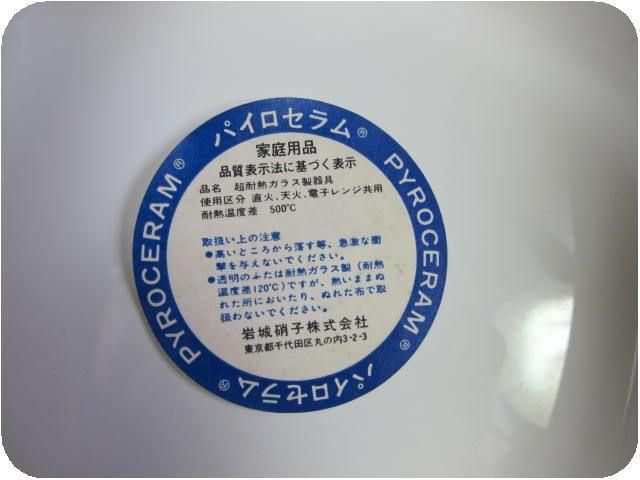 パイロセラム®
PYROCERAM®
パイロセラム®
PYROCERAM®
家庭用品
品質表示法に基づく表示
品名 超耐熱ガラス製器具
使用区分 直火、天火、電子レンジ共用
耐熱温度差 500℃
取扱い上の注意
●高いところから落す等、急激な衝
撃を与えないでください。
●透明のふたは耐熱ガラス製(耐熱
温度差120℃)ですが、熱いままぬ
れた所においたり、ぬれた布で取
扱わないでください。
岩城硝子株式会社
東京都千代田区丸の内3-2-3